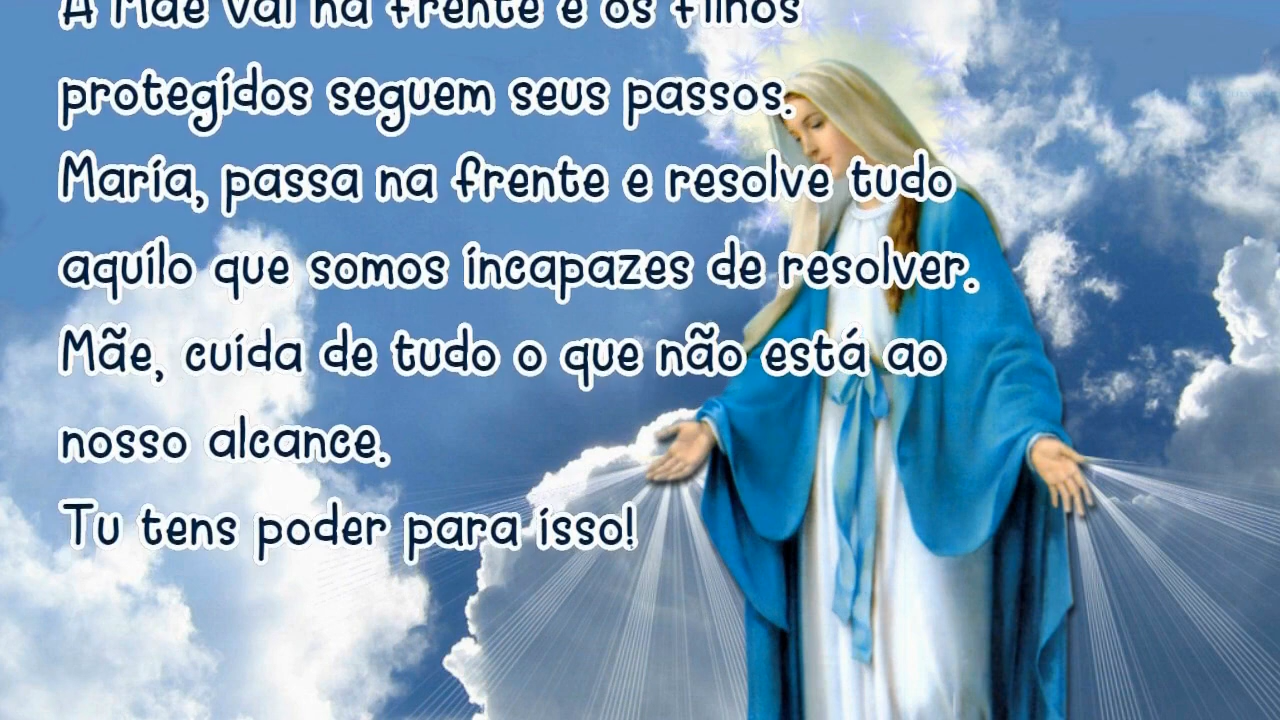 A Mãe vai na frente e os filhos
protegidos seguem seus passos.
Maria, passa na frente e resolve tudo
aquilo que somos incapazes de resolver.
Mãe, cuida de tudo o que não está ao
nosso alcance.
Tu tens poder para isso!